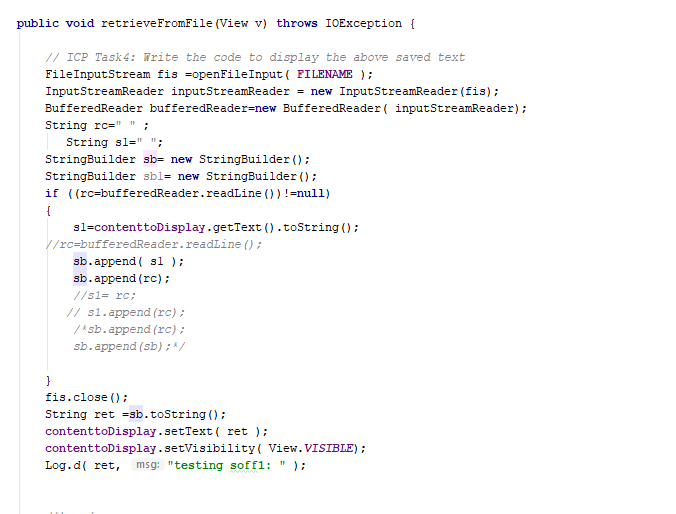 public void retrieveFromFile(View v) throws IOException {
// ICP Task4: Write the code to display the above saved text
FileInputStream fis =openFileInput( FILENAME );
InputStreamReader inputStreamReader = new InputStreamReader(fis);
BufferedReader bufferedReader=new BufferedReader( inputStreamReader);
String rc=" " ;
String s1=" ";
StringBuilder sb= new StringBuilder();
StringBuilder sb1= new StringBuilder();
if ((rc=bufferedReader.readLine())!=null)
{
s1=contenttoDisplay.getText().toString();
//rc=bufferedReader.readLine();
sb.append( s1 );
sb.append(rc);
//s1= rc;
// s1.append(rc);
/*sb.append(rc);
sb.append(sb);*/
}
fis.close();
String ret =sb.toString();
contenttoDisplay.setText( ret );
contenttoDisplay.setVisibility( View.VISIBLE);
Log.d( ret, msg: "testing soff1: " );